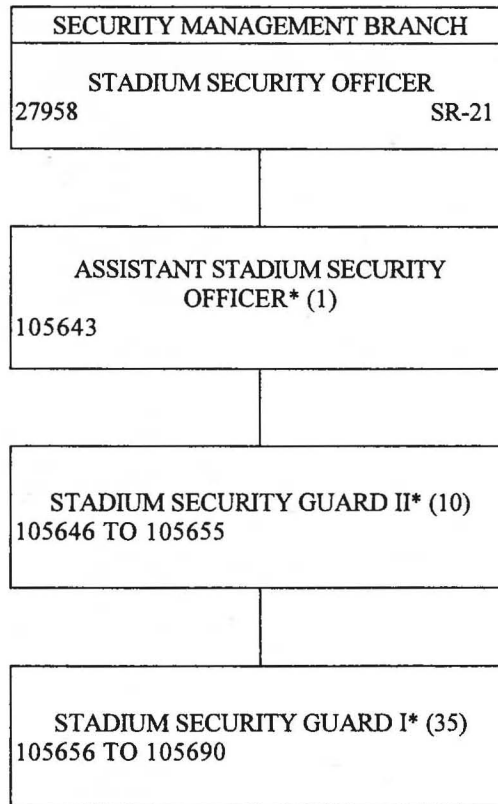 SECURITY MANAGEMENT BRANCH
STADIUM SECURITY OFFICER
27958 SR-21
ASSISTANT STADIUM SECURITY
OFFICER* (1)
105643
STADIUM SECURITY GUARD II* (10)
105646 TO 105655
STADIUM SECURITY GUARD I* (35)
105656 TO 105690